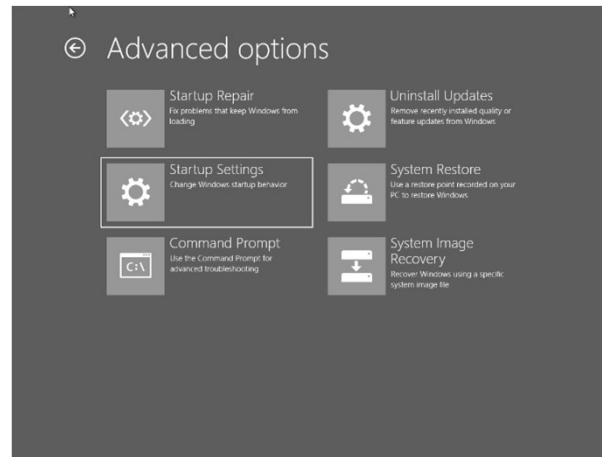 Advanced options
Startup Repair
Fix problems that keep Windows from
loading
Uninstall Updates
Remove recently installed quality or
feature updates from Windows
Startup Settings
Change Windows startup behavior
System Restore
Use a restore point recorded on your
PC to restore Windows
C:\
Command Prompt
Use the Command Prompt for
advanced troubleshooting
System Image
Recovery
Recover Windows using a specific
system image file